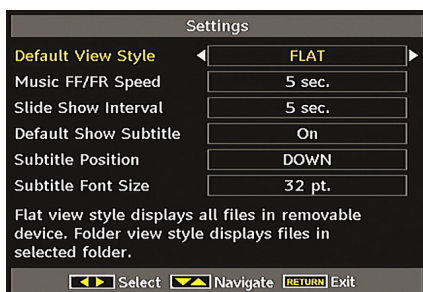 Settings
Default View Style FLAT
Music FF/FR Speed 5 sec.
Slide Show Interval 5 sec.
Default Show Subtitle On
Subtitle Position DOWN
Subtitle Font Size 32 pt.
Flat view style displays all files in removable
device. Folder view style displays files in
selected folder.
Select Navigate RETURN Exit